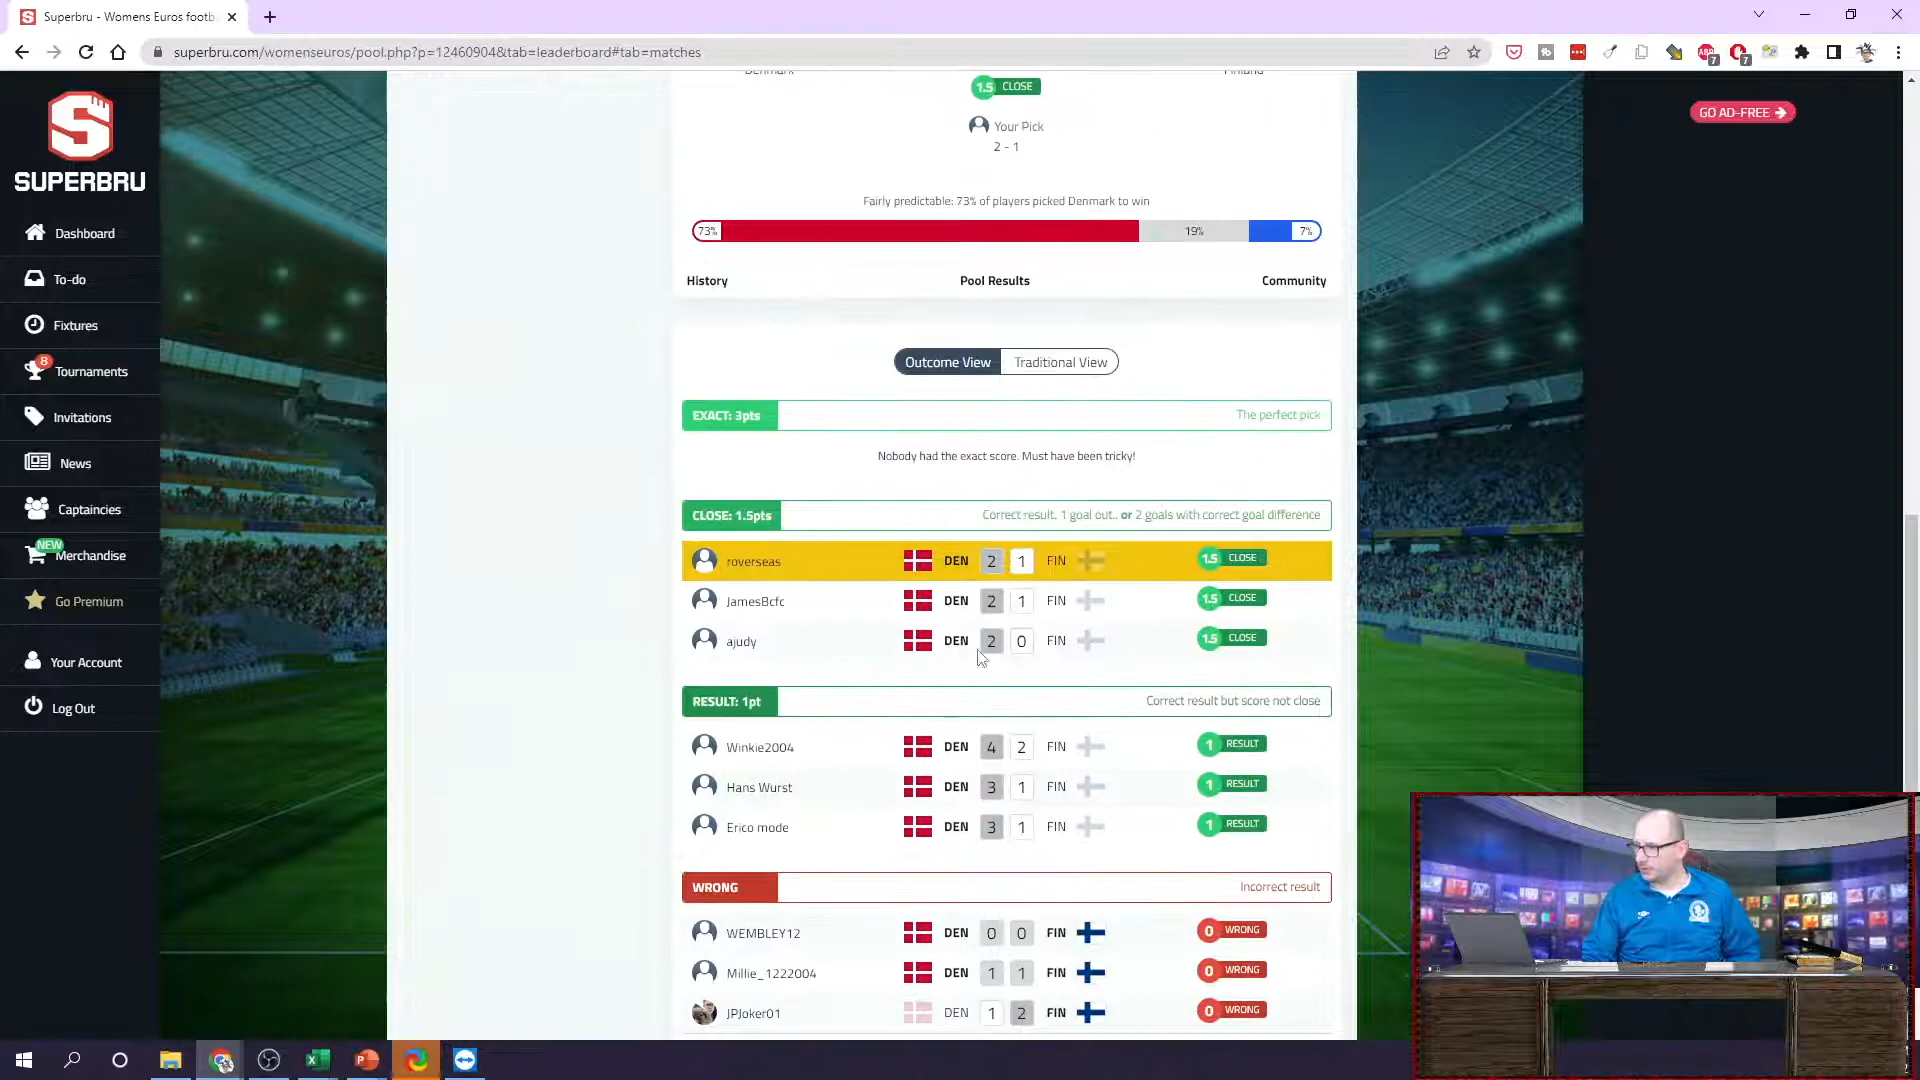 Superbru - Womens Euros footb
superbru.com/womenseuros/pool.php?p=12460904&tab=leaderboard#tab=matches
7
7
GO AD-FREE
SUPERBRU
Dashboard
To-do
Fixtures
8
Tournaments
Invitations
News
Captaincies
NEW
Merchandise
Go Premium
Your Account
Log Out
Denmark
Finland
1.5 CLOSE
Your Pick
2 - 1
Fairly predictable: 73% of players picked Denmark to win
73% 19% 7%
History Pool Results Community
Outcome View Traditional View
EXACT: 3pts The perfect pick
Nobody had the exact score. Must have been tricky!
CLOSE: 1.5pts Correct result. 1 goal out.. or 2 goals with correct goal difference
roverseas DEN 2 1 FIN 1.5 CLOSE
JamesBcfc DEN 2 1 FIN 1.5 CLOSE
ajudy DEN 2 0 FIN 1.5 CLOSE
RESULT: 1pt Correct result but score not close
Winkie2004 DEN 4 2 FIN 1 RESULT
Hans Wurst DEN 3 1 FIN 1 RESULT
Erico mode DEN 3 1 FIN 1 RESULT
WRONG Incorrect result
WEMBLEY12 DEN 0 0 FIN 0 WRONG
Millie_1222004 DEN 1 1 FIN 0 WRONG
JPJoker01 DEN 1 2 FIN 0 WRONG